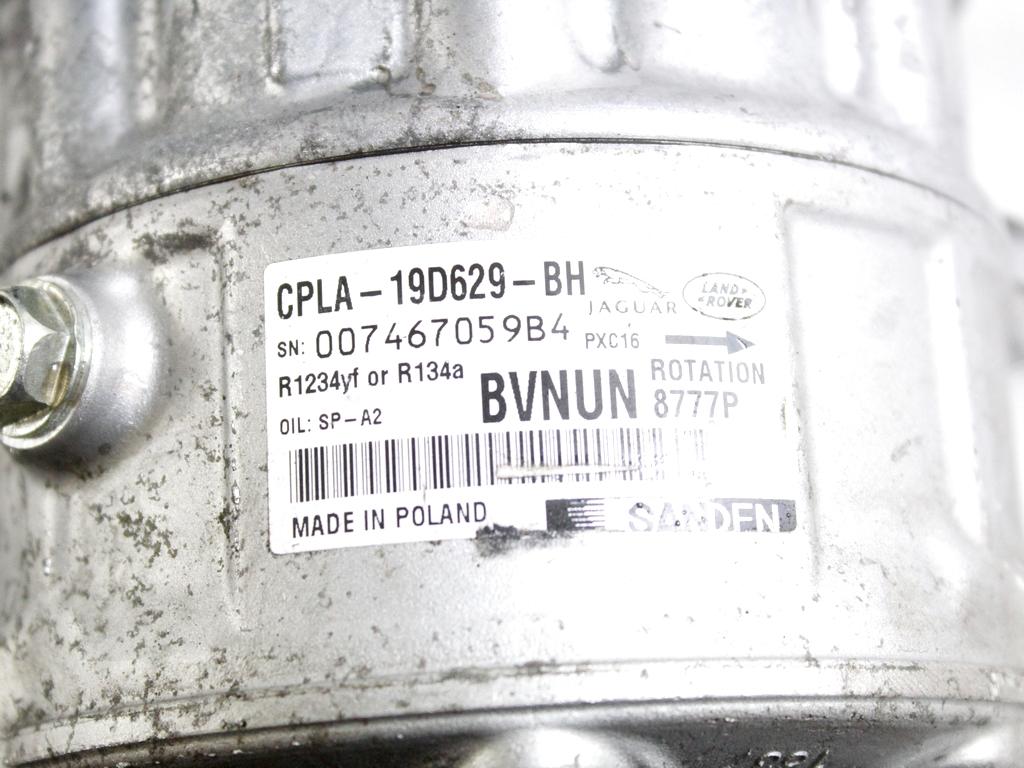 CPLA-19D629-BH
JAGUAR
LAND-
ROVER
SN: 007467059B4 PXC16
R1234yf or R134a
ROTATION
OIL: SP-A2
BVNUN 8777P
MADE IN POLAND
SANDEN